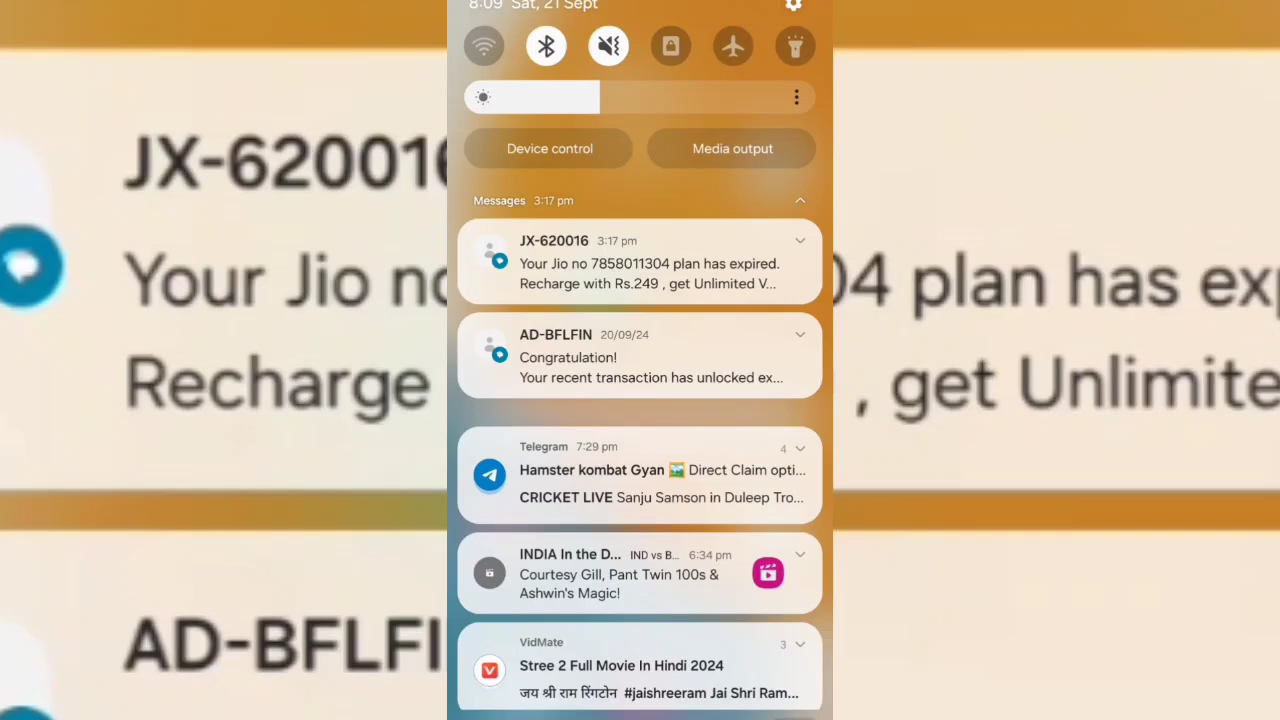 8:09 Sat, 21 Sept
Device control
Media output
Messages 3:17 pm
JX-620016 3:17 pm
Your Jio no 7858011304 plan has expired.
Recharge with Rs.249 , get Unlimited V...
AD-BFLFIN 20/09/24
Congratulation!
Your recent transaction has unlocked ex...
Telegram 7:29 pm 4
Hamster kombat Gyan 🖼️ Direct Claim opti...
CRICKET LIVE Sanju Samson in Duleep Tro...
INDIA In the D... IND vs B... 6:34 pm
Courtesy Gill, Pant Twin 100s &
Ashwin's Magic!
VidMate 3
Stree 2 Full Movie In Hindi 2024
जय श्री राम रिंगटोन #jaishreeram Jai Shri Ram...
JX-620016
Your Jio no
04 plan has exp
Recharge
, get Unlimite
AD-BFLFI